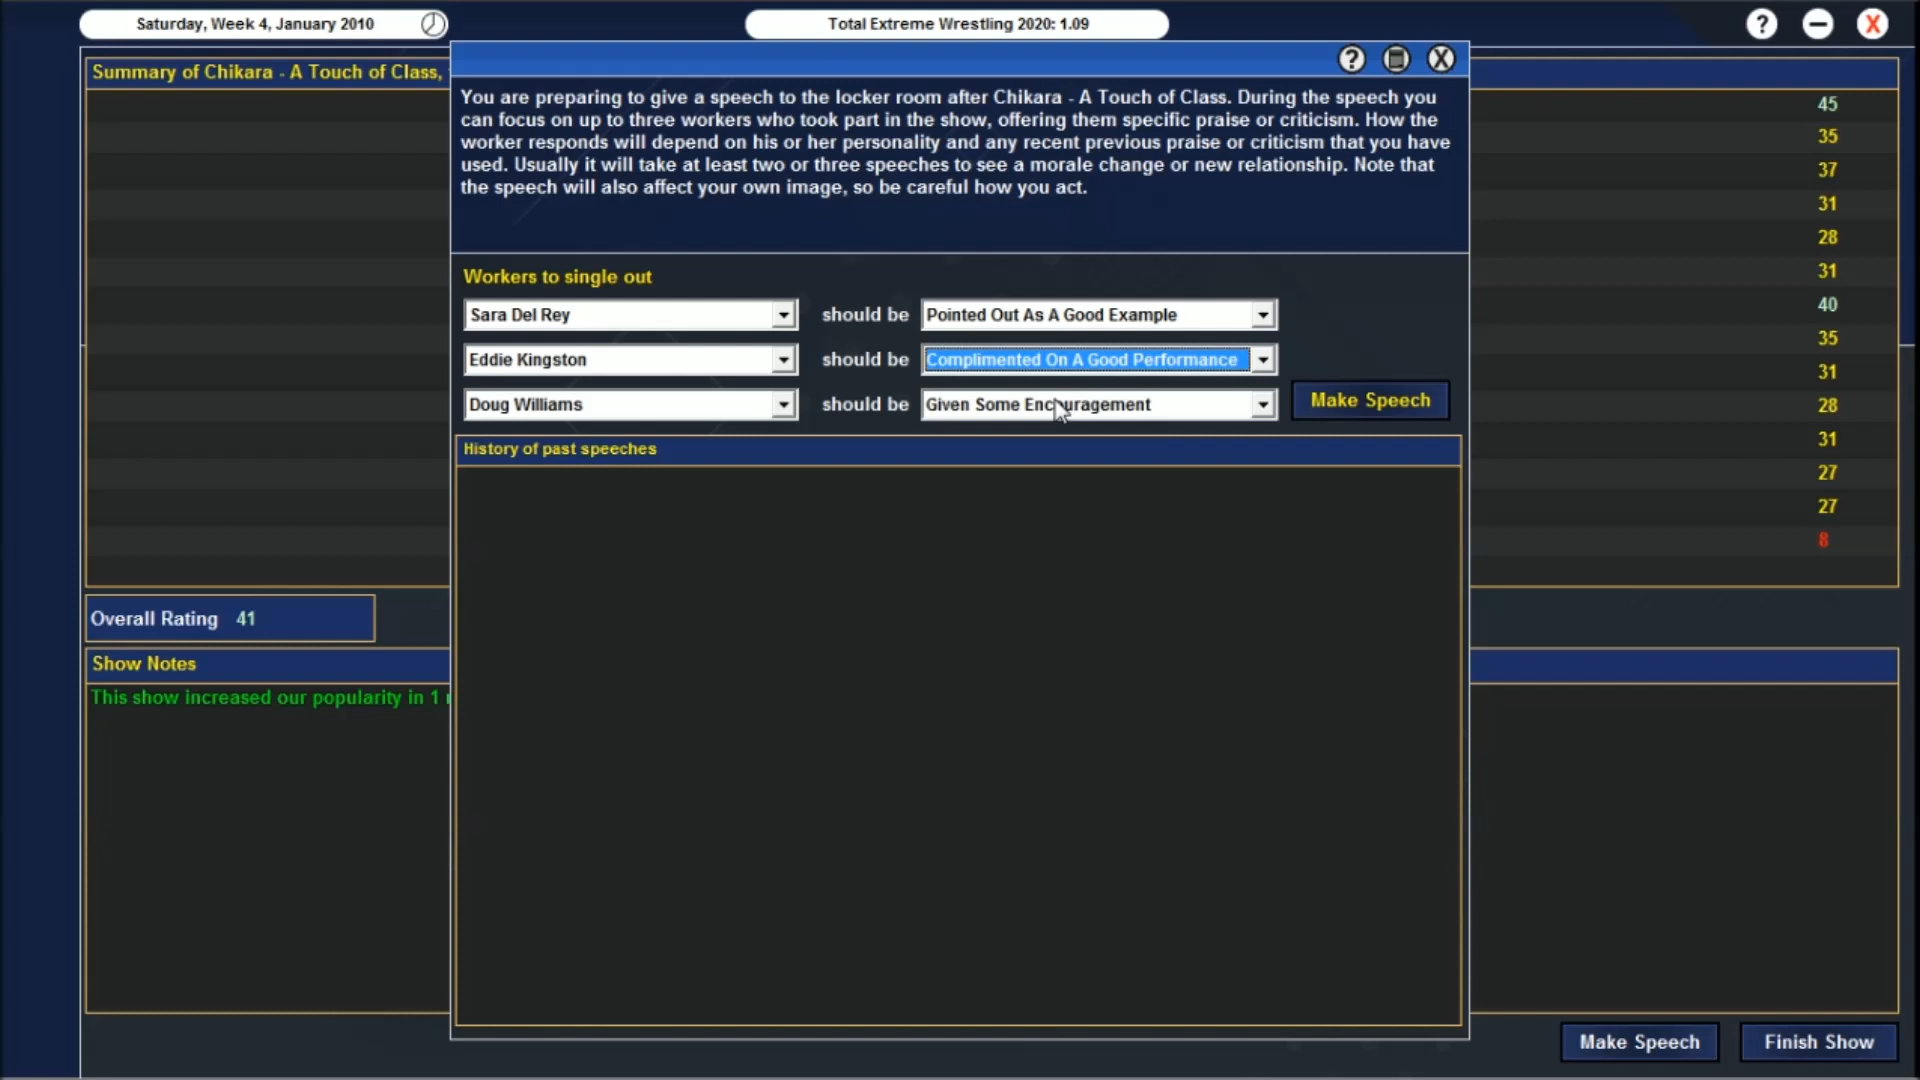 Saturday, Week 4, January 2010
Total Extreme Wrestling 2020: 1.09
? X
Summary of Chikara - A Touch of Class,
? X
You are preparing to give a speech to the locker room after Chikara - A Touch of Class. During the speech you
can focus on up to three workers who took part in the show, offering them specific praise or criticism. How the
worker responds will depend on his or her personality and any recent previous praise or criticism that you have
used. Usually it will take at least two or three speeches to see a morale change or new relationship. Note that
the speech will also affect your own image, so be careful how you act.
Workers to single out
Sara Del Rey should be Pointed Out As A Good Example
Eddie Kingston should be Complimented On A Good Performance
Doug Williams should be Given Some Encouragement
Make Speech
History of past speeches
45
35
37
31
28
31
40
35
31
28
31
27
27
8
Overall Rating 41
Show Notes
This show increased our popularity in 1
Make Speech
Finish Show